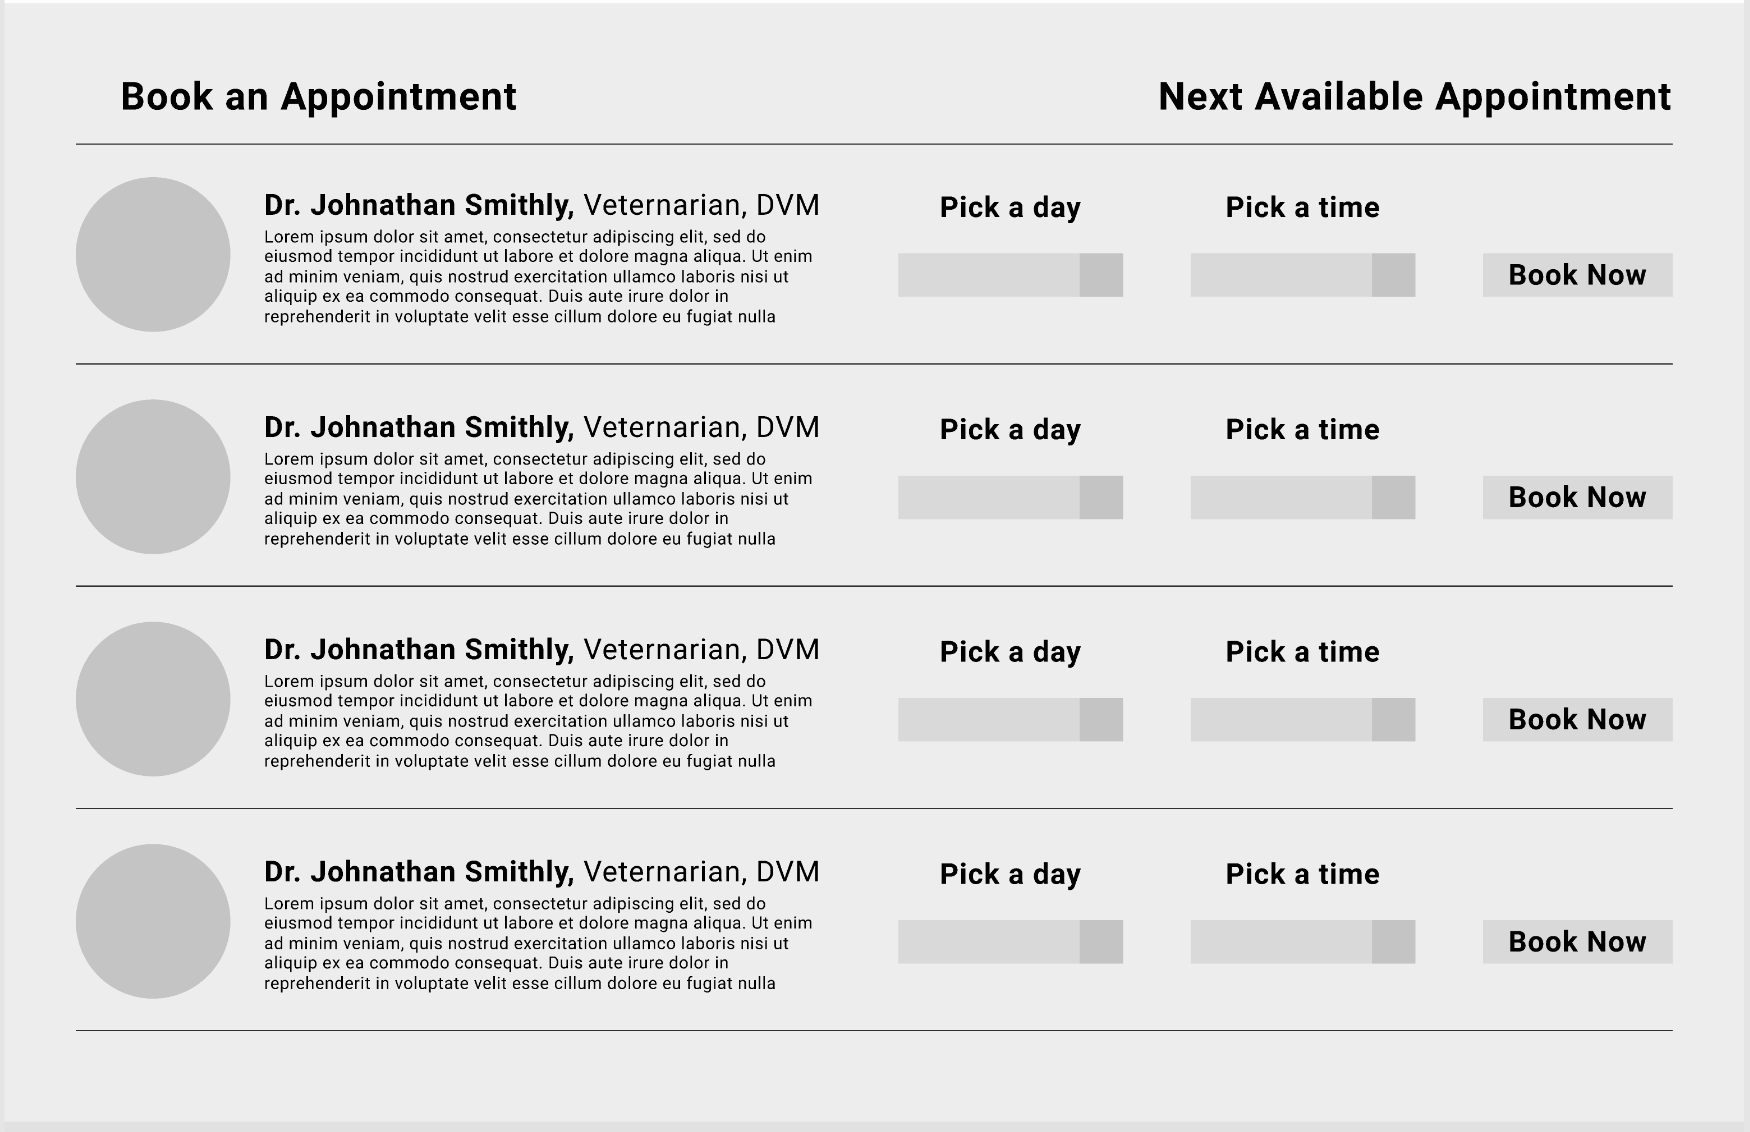 Book an Appointment
Next Available Appointment
Dr. Johnathan Smithly, Veternarian, DVM
Lorem ipsum dolor sit amet, consectetur adipiscing elit, sed do
eiusmod tempor incididunt ut labore et dolore magna aliqua. Ut enim
ad minim veniam, quis nostrud exercitation ullamco laboris nisi ut
aliquip ex ea commodo consequat. Duis aute irure dolor in
reprehenderit in voluptate velit esse cillum dolore eu fugiat nulla
Pick a day
Pick a time
Book Now
Dr. Johnathan Smithly, Veternarian, DVM
Lorem ipsum dolor sit amet, consectetur adipiscing elit, sed do
eiusmod tempor incididunt ut labore et dolore magna aliqua. Ut enim
ad minim veniam, quis nostrud exercitation ullamco laboris nisi ut
aliquip ex ea commodo consequat. Duis aute irure dolor in
reprehenderit in voluptate velit esse cillum dolore eu fugiat nulla
Pick a day
Pick a time
Book Now
Dr. Johnathan Smithly, Veternarian, DVM
Lorem ipsum dolor sit amet, consectetur adipiscing elit, sed do
eiusmod tempor incididunt ut labore et dolore magna aliqua. Ut enim
ad minim veniam, quis nostrud exercitation ullamco laboris nisi ut
aliquip ex ea commodo consequat. Duis aute irure dolor in
reprehenderit in voluptate velit esse cillum dolore eu fugiat nulla
Pick a day
Pick a time
Book Now
Dr. Johnathan Smithly, Veternarian, DVM
Lorem ipsum dolor sit amet, consectetur adipiscing elit, sed do
eiusmod tempor incididunt ut labore et dolore magna aliqua. Ut enim
ad minim veniam, quis nostrud exercitation ullamco laboris nisi ut
aliquip ex ea commodo consequat. Duis aute irure dolor in
reprehenderit in voluptate velit esse cillum dolore eu fugiat nulla
Pick a day
Pick a time
Book Now